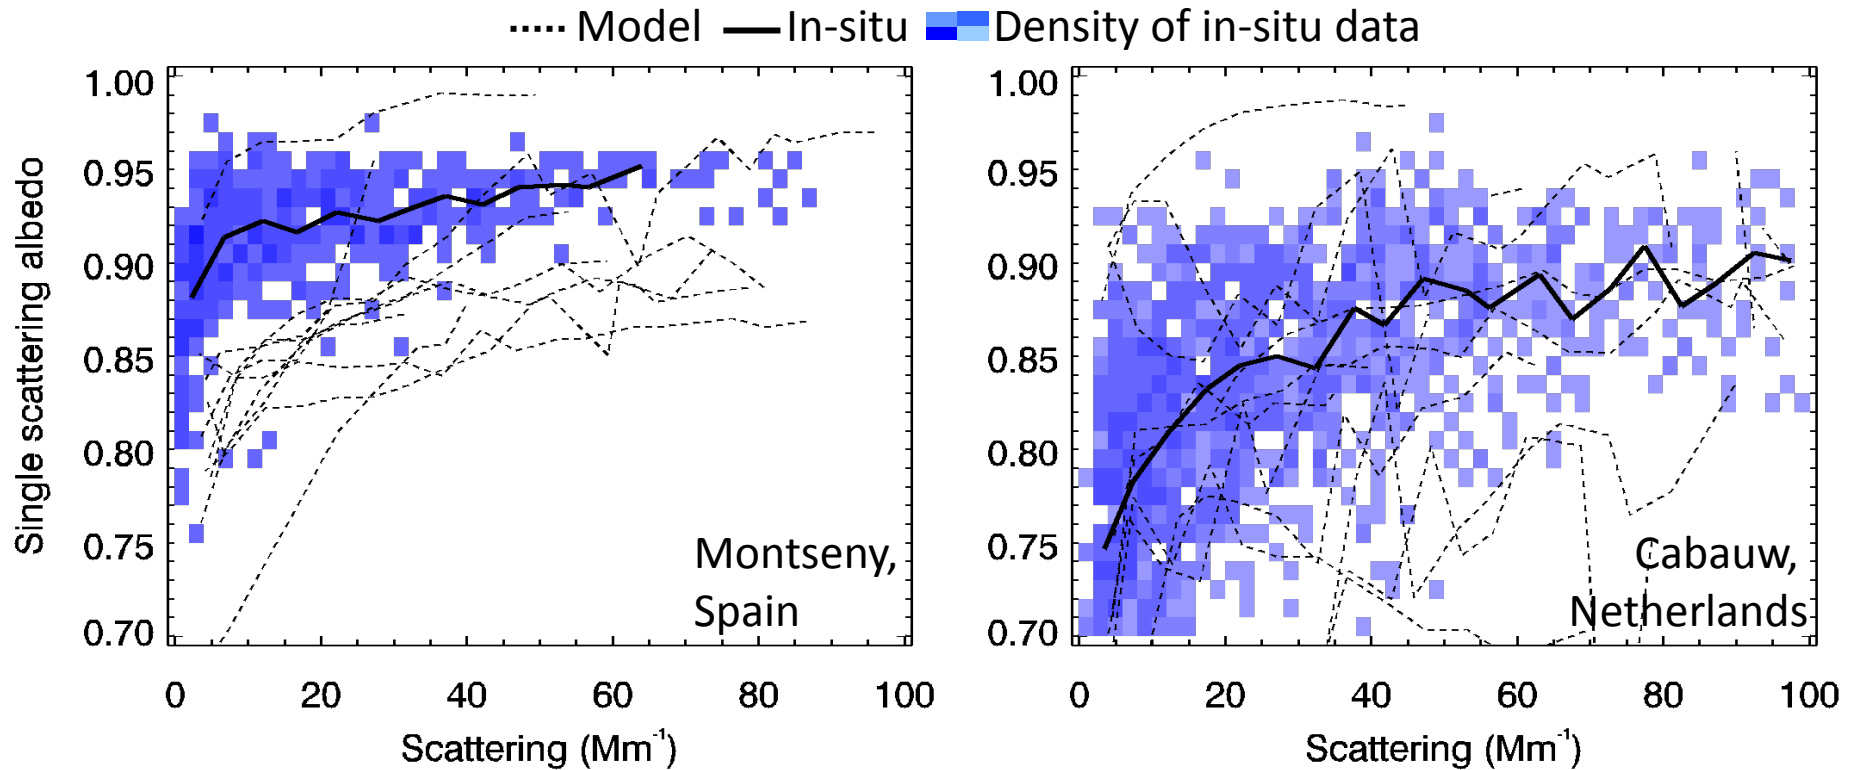 Model In-situ Density of in-situ data
Single scattering albedo
1.00
0.95
0.90
0.85
0.80
0.75
0.70
Montseny,
Spain
0 20 40 60 80 100
Scattering (Mm⁻¹)
1.00
0.95
0.90
0.85
0.80
0.75
0.70
Cabauw,
Netherlands
0 20 40 60 80 100
Scattering (Mm⁻¹)